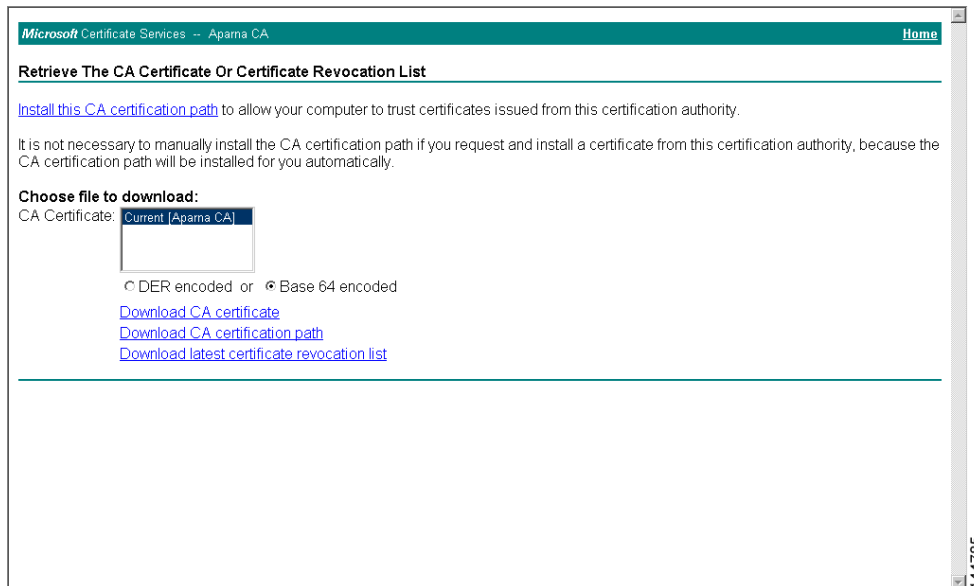 Microsoft Certificate Services -- Aparna CA Home
Retrieve The CA Certificate Or Certificate Revocation List
Install this CA certification path to allow your computer to trust certificates issued from this certification authority.
It is not necessary to manually install the CA certification path if you request and install a certificate from this certification authority, because the
CA certification path will be installed for you automatically.
Choose file to download:
CA Certificate: Current [Aparna CA]
DER encoded or Base 64 encoded
Download CA certificate
Download CA certification path
Download latest certificate revocation list